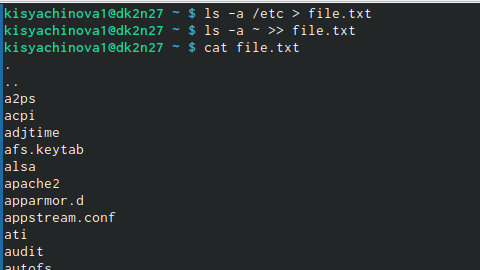 kisyachinova1@dk2n27 ~ $ ls -a /etc > file.txt
kisyachinova1@dk2n27 ~ $ ls -a ~ >> file.txt
kisyachinova1@dk2n27 ~ $ cat file.txt
.
..
a2ps
acpi
adjtime
afs.keytab
alsa
apache2
apparmor.d
appstream.conf
ati
audit
autofs